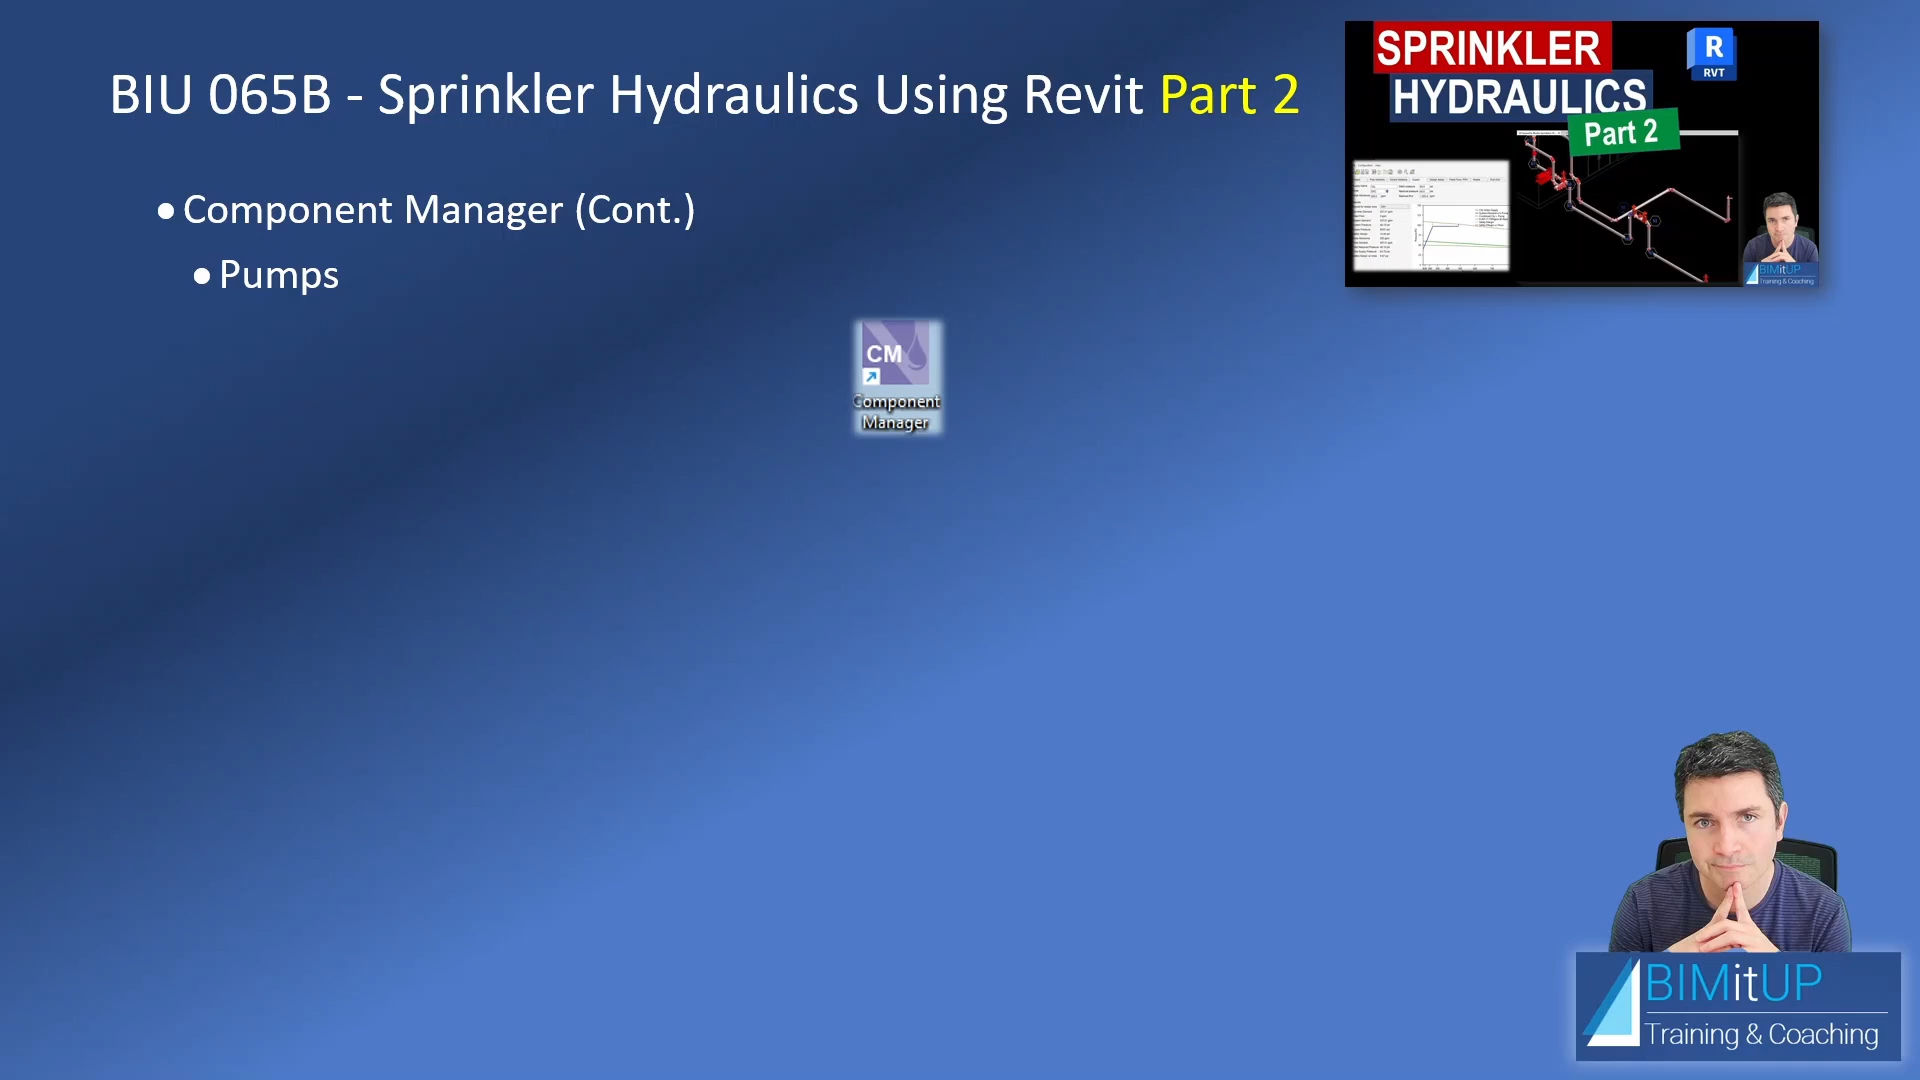 BIU 065B - Sprinkler Hydraulics Using Revit Part 2
SPRINKLER
HYDRAULICS
Part 2
R
RVT
BIMitUP
Training & Coaching
● Component Manager (Cont.)
● Pumps
CM
Component
Manager
BIMitUP
Training & Coaching